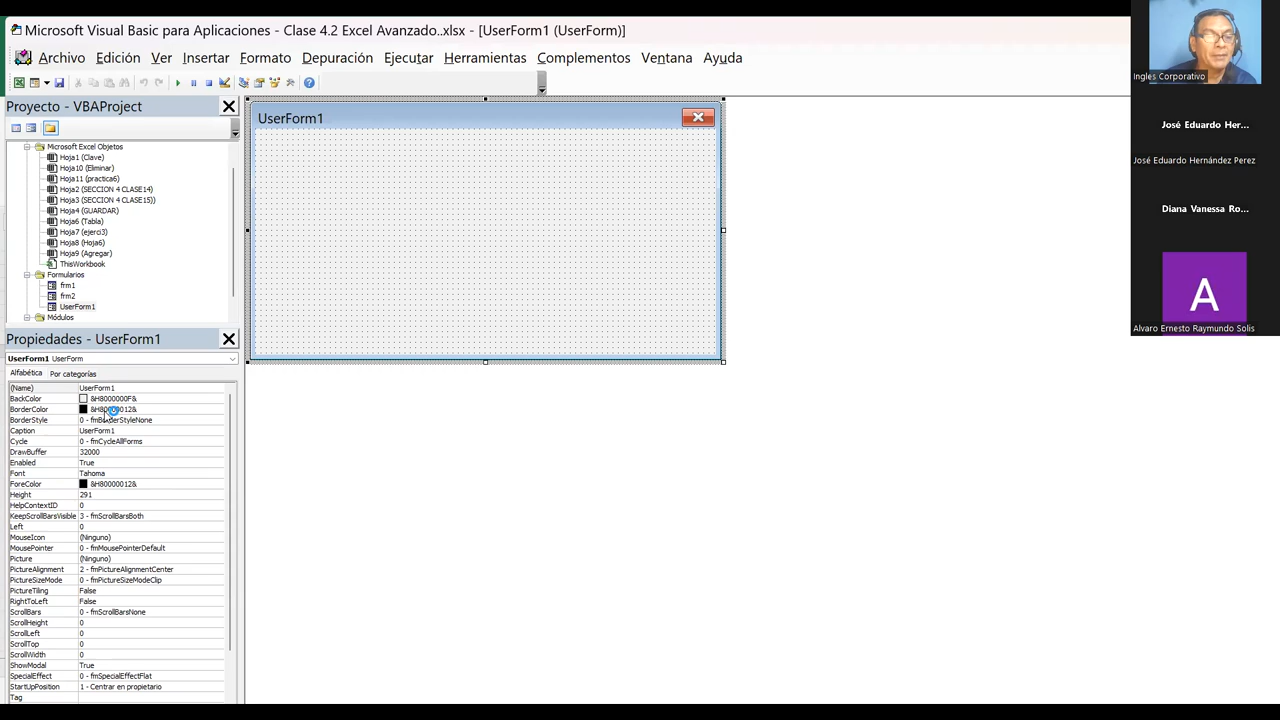 Microsoft Visual Basic para Aplicaciones - Clase 4.2 Excel Avanzado..xlsx - [UserForm1 (UserForm)]
Archivo Edición Ver Insertar Formato Depuración Ejecutar Herramientas Complementos Ventana Ayuda
Proyecto - VBAProject
Microsoft Excel Objetos
Hoja1 (Clave)
Hoja10 (Eliminar)
Hoja11 (practica6)
Hoja2 (SECCION 4 CLASE14)
Hoja3 (SECCION 4 CLASE15))
Hoja4 (GUARDAR)
Hoja6 (Tabla)
Hoja7 (ejerci3)
Hoja8 (Hoja6)
Hoja9 (Agregar)
ThisWorkbook
Formularios
frm1
frm2
UserForm1
Módulos
Propiedades - UserForm1
UserForm1 UserForm
Alfabética Por categorías
(Name) UserForm1
BackColor &H8000000F&
BorderColor &H80000012&
BorderStyle 0 - fmBorderStyleNone
Caption UserForm1
Cycle 0 - fmCycleAllForms
DrawBuffer 32000
Enabled True
Font Tahoma
ForeColor &H80000012&
Height 291
HelpContextID 0
KeepScrollBarsVisible 3 - fmScrollBarsBoth
Left 0
MouseIcon (Ninguno)
MousePointer 0 - fmMousePointerDefault
Picture (Ninguno)
PictureAlignment 2 - fmPictureAlignmentCenter
PictureSizeMode 0 - fmPictureSizeModeClip
PictureTiling False
RightToLeft False
ScrollBars 0 - fmScrollBarsNone
ScrollHeight 0
ScrollLeft 0
ScrollTop 0
ScrollWidth 0
ShowModal True
SpecialEffect 0 - fmSpecialEffectFlat
StartUpPosition 1 - Centrar en propietario
Tag
UserForm1
Ingles Corporativo
José Eduardo Her...
José Eduardo Hernández Perez
Diana Vanessa Ro...
A
Alvaro Ernesto Raymundo Solis